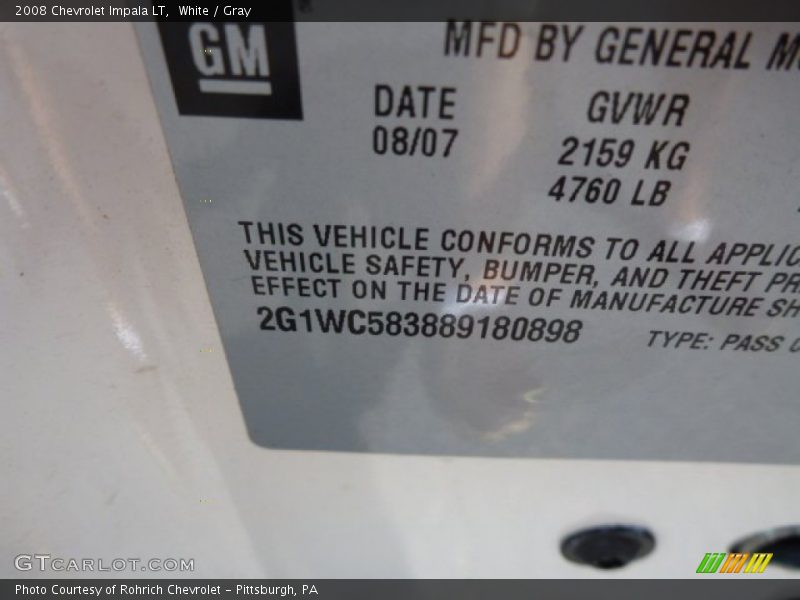 2008 Chevrolet Impala LT,  White / Gray
GM
MFD BY GENERAL
DATE
08/07
GVWR
2159 KG
4760 LB
THIS VEHICLE CONFORMS TO ALL APPLIC
VEHICLE SAFETY, BUMPER, AND THEFT PR
EFFECT ON THE DATE OF MANUFACTURE SH
2G1WC583889180898
TYPE: PASS C
GTCARLOT.COM
Photo Courtesy of Rohrich Chevrolet - Pittsburgh, PA